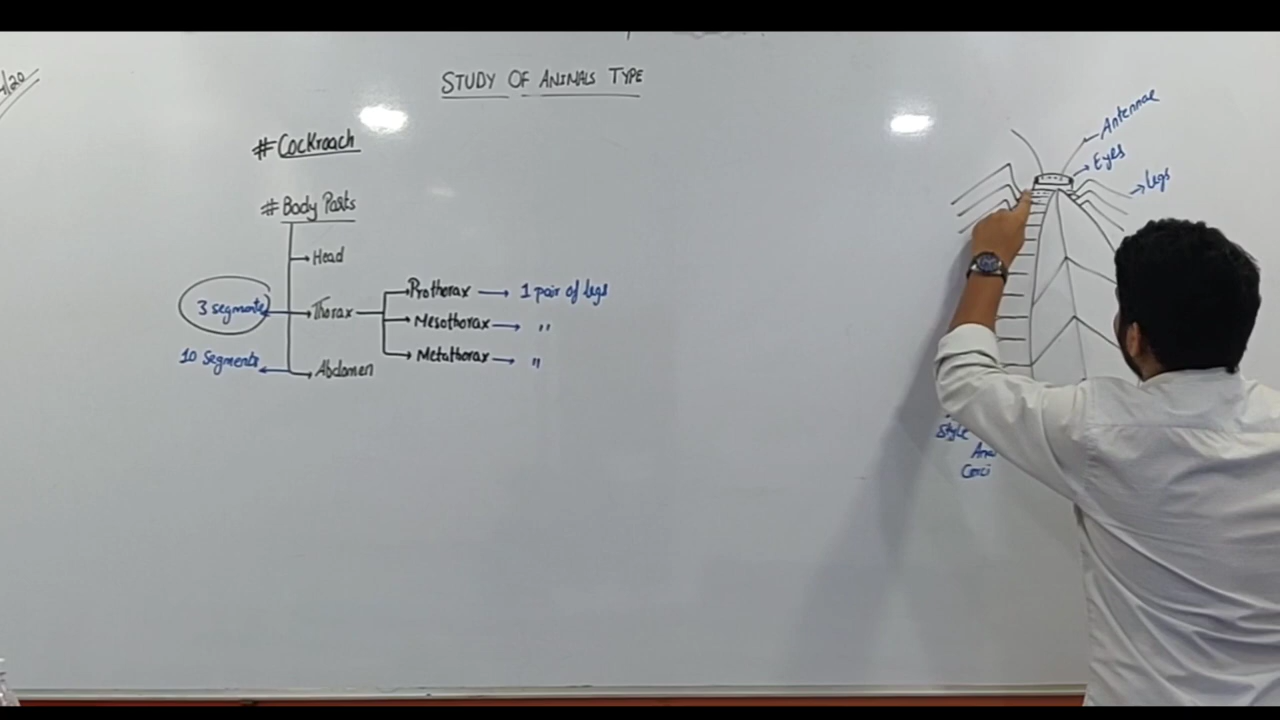 /20
STUDY OF ANIMALS TYPE
# Cockroach
# Body Parts
Head
3 segments Thorax Prothorax 1 pair of legs
Mesothorax "
Metathorax "
10 Segments Abdomen
Antennae
Eyes
legs
Style
Cerci